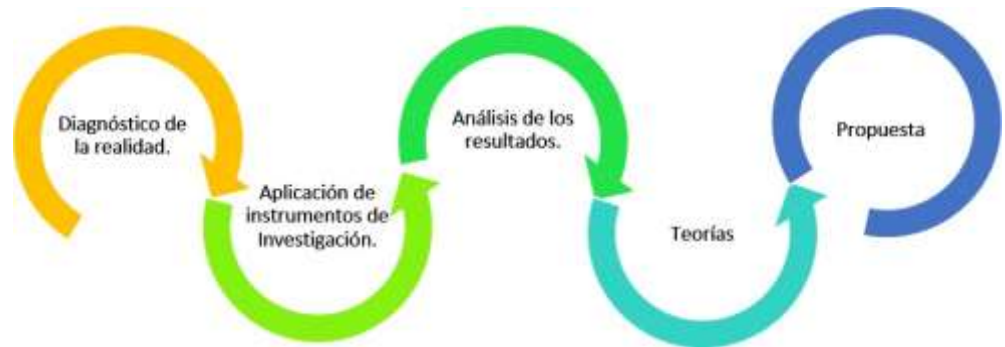 Diagnóstico de
la realidad.
Aplicación de
instrumentos de
Investigación.
Análisis de los
resultados.
Teorías
Propuesta